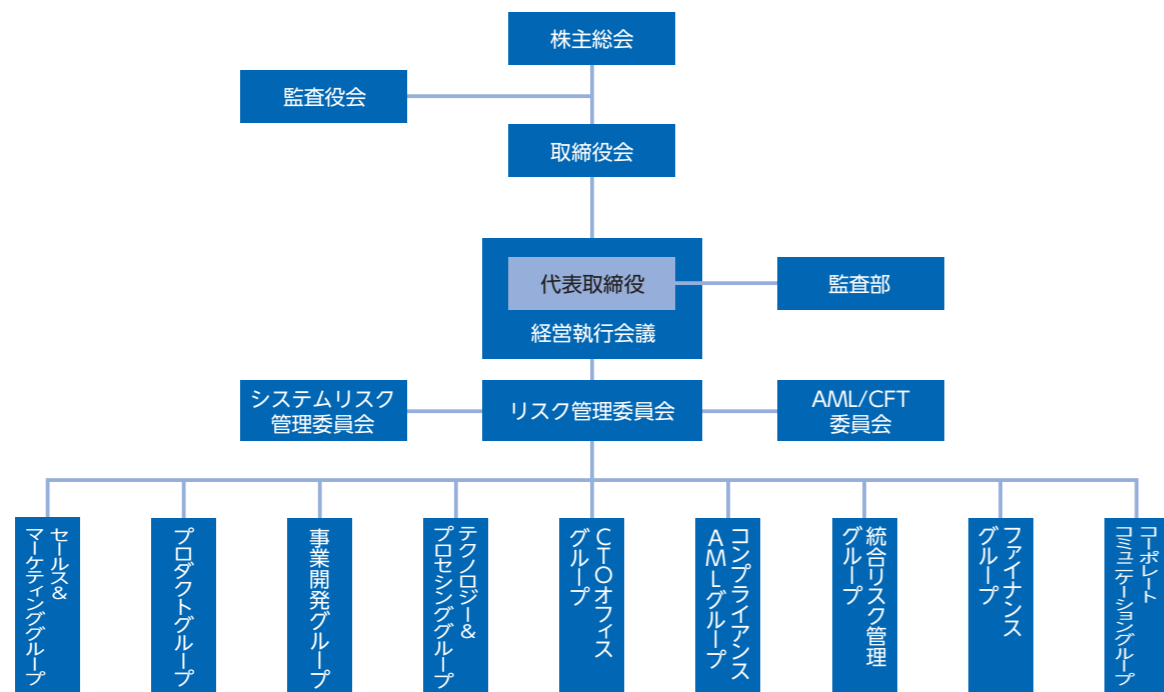 株主総会
監査役会
取締役会
代表取締役
監査部
経営執行会議
システムリスク
管理委員会
リスク管理委員会
AML/CFT
委員会
セールス&
マーケティンググループ
プロダクトグループ
事業開発グループ
テクノロジー&
プロセシンググループ
CTOオフィス
グループ
コンプライアンス
AMLグループ
統合リスク管理
グループ
ファイナンス
グループ
コーポレート
コミュニケーショングループ